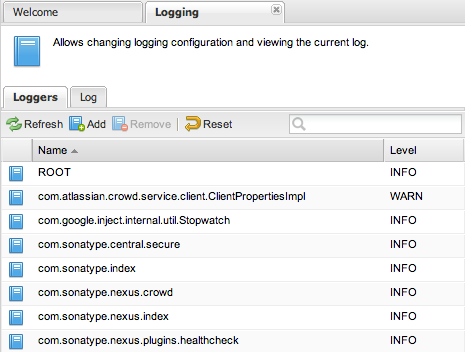 Welcome
Logging
Allows changing logging configuration and viewing the current log.
Loggers
Log
Refresh Add Remove Reset
Name Level
ROOT INFO
com.atlassian.crowd.service.client.ClientPropertiesImpl WARN
com.google.inject.internal.util.Stopwatch INFO
com.sonatype.central.secure INFO
com.sonatype.index INFO
com.sonatype.nexus.crowd INFO
com.sonatype.nexus.index INFO
com.sonatype.nexus.plugins.healthcheck INFO